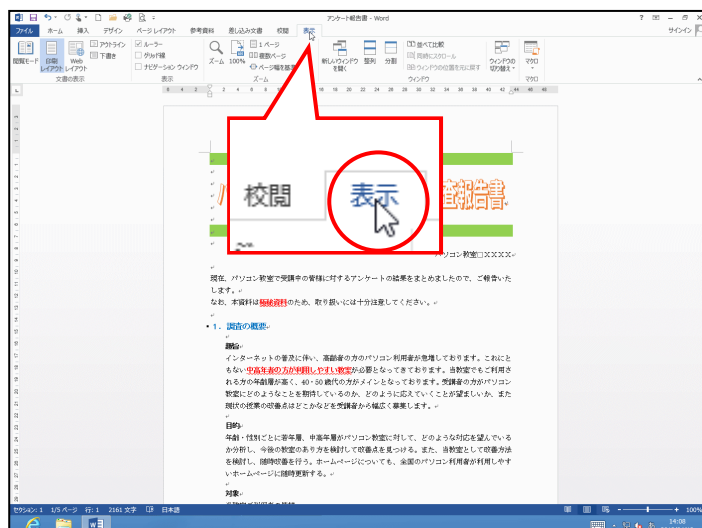 アンケート報告書 - Word
サインイン
ファイル ホーム 挿入 デザイン ページ レイアウト 参考資料 差し込み文書 校閲 表示
閲覧モード 印刷レイアウト Webレイアウト アウトライン 下書き
ルーラー
グリッド線
ナビゲーション ウィンドウ
ズーム 100% 1 ページ
複数ページ
ページ幅を基準
新しいウィンドウを開く 整列 分割
並べて比較
同時にスクロール
ウィンドウの位置を元に戻す
ウィンドウの切り替え マクロ
文書の表示 表示 ズーム ウィンドウ マクロ
校閲 表示
査報告書
パソコン教室□XXXX
現在、パソコン教室で受講中の皆様に対するアンケートの結果をまとめましたので、ご報告いた
します。
なお、本資料は極秘資料のため、取り扱いには十分注意してください。
1. 調査の概要
インターネットの普及に伴い、高齢者の方のパソコン利用者が急増しております。これにと
もない中高年者の方が利用しやすい教室が必要となってきております。当教室でもご利用さ
れる方の年齢層が高く、40・50歳代の方がメインとなっております。受講者の方がパソコン
教室にどのようなことを期待しているのか、どのように応えていくことが望ましいか、また
現状の授業の改善点はどこかなどを受講者から幅広く募集します。
目的
年齢・性別ごとに若年層、中高年層がパソコン教室に対して、どのような対応を望んでいる
か分析し、今後の教室のあり方を検討して改善点を見つける。また、当教室として改善方法
を検討し、随時改善を行う。ホームページについても、全国のパソコン利用者が利用しやす
いホームページに随時更新する。
対象
セクション: 1 1/5 ページ 行: 1 2161 文字 日本語 100%
14:08